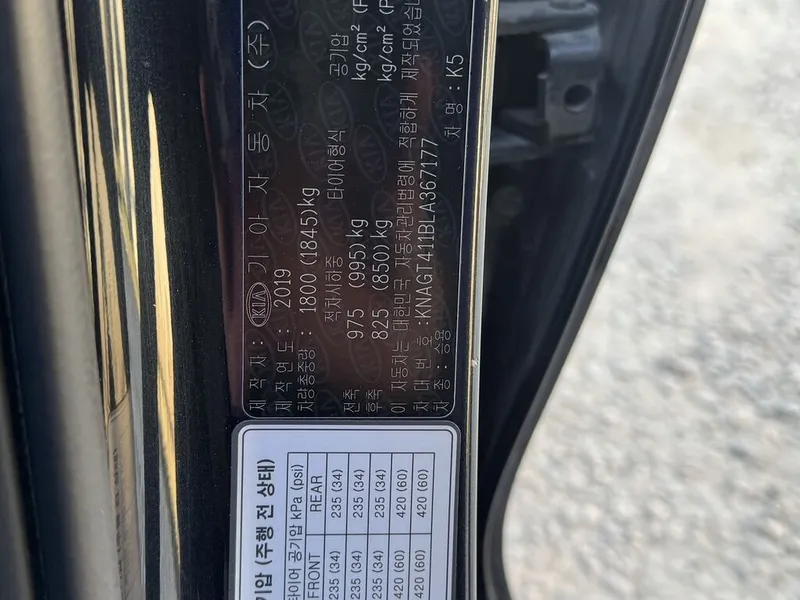 제작자: KIA 기아자동차 (주)
제작연도: 2019
차량총중량: 1800 (1845)kg
적차시하중 타이어형식 공기압
전축 975 (995)kg kg/cm² (P
후축 825 (850)kg kg/cm² (P
이 자동차는 대한민국 자동차관리법령에 적합하게 제작되었습니
차대번호:KNAGT411BLA367177
차종: 승용 차명:K5
기압 (주행 전 상태)
타이어 공기압 kPa (psi)
FRONT REAR
235 (34) 235 (34)
235 (34) 235 (34)
235 (34) 235 (34)
420 (60) 420 (60)
420 (60) 420 (60)